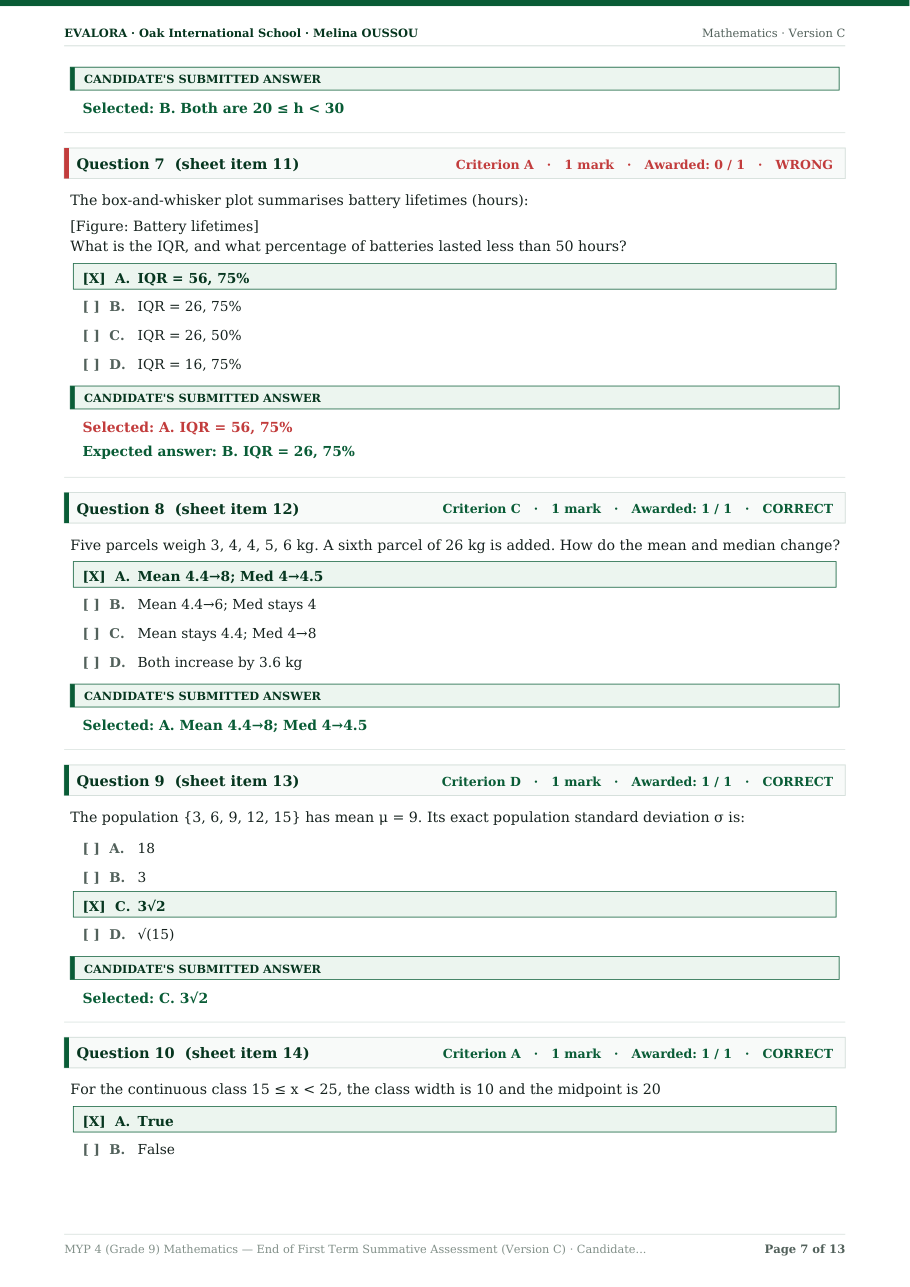 EVALORA · Oak International School · Melina OUSSOU
Mathematics · Version C
CANDIDATE'S SUBMITTED ANSWER
Selected: B. Both are 20 ≤ h < 30
Question 7 (sheet item 11)
Criterion A · 1 mark · Awarded: 0 / 1 · WRONG
The box-and-whisker plot summarises battery lifetimes (hours):
[Figure: Battery lifetimes]
What is the IQR, and what percentage of batteries lasted less than 50 hours?
[X] A. IQR = 56, 75%
[ ] B. IQR = 26, 75%
[ ] C. IQR = 26, 50%
[ ] D. IQR = 16, 75%
CANDIDATE'S SUBMITTED ANSWER
Selected: A. IQR = 56, 75%
Expected answer: B. IQR = 26, 75%
Question 8 (sheet item 12)
Criterion C · 1 mark · Awarded: 1 / 1 · CORRECT
Five parcels weigh 3, 4, 4, 5, 6 kg. A sixth parcel of 26 kg is added. How do the mean and median change?
[X] A. Mean 4.4→8; Med 4→4.5
[ ] B. Mean 4.4→6; Med stays 4
[ ] C. Mean stays 4.4; Med 4→8
[ ] D. Both increase by 3.6 kg
CANDIDATE'S SUBMITTED ANSWER
Selected: A. Mean 4.4→8; Med 4→4.5
Question 9 (sheet item 13)
Criterion D · 1 mark · Awarded: 1 / 1 · CORRECT
The population {3, 6, 9, 12, 15} has mean μ = 9. Its exact population standard deviation σ is:
[ ] A. 18
[ ] B. 3
[X] C. 3√2
[ ] D. √(15)
CANDIDATE'S SUBMITTED ANSWER
Selected: C. 3√2
Question 10 (sheet item 14)
Criterion A · 1 mark · Awarded: 1 / 1 · CORRECT
For the continuous class 15 ≤ x < 25, the class width is 10 and the midpoint is 20
[X] A. True
[ ] B. False
MYP 4 (Grade 9) Mathematics — End of First Term Summative Assessment (Version C) · Candidate...
Page 7 of 13